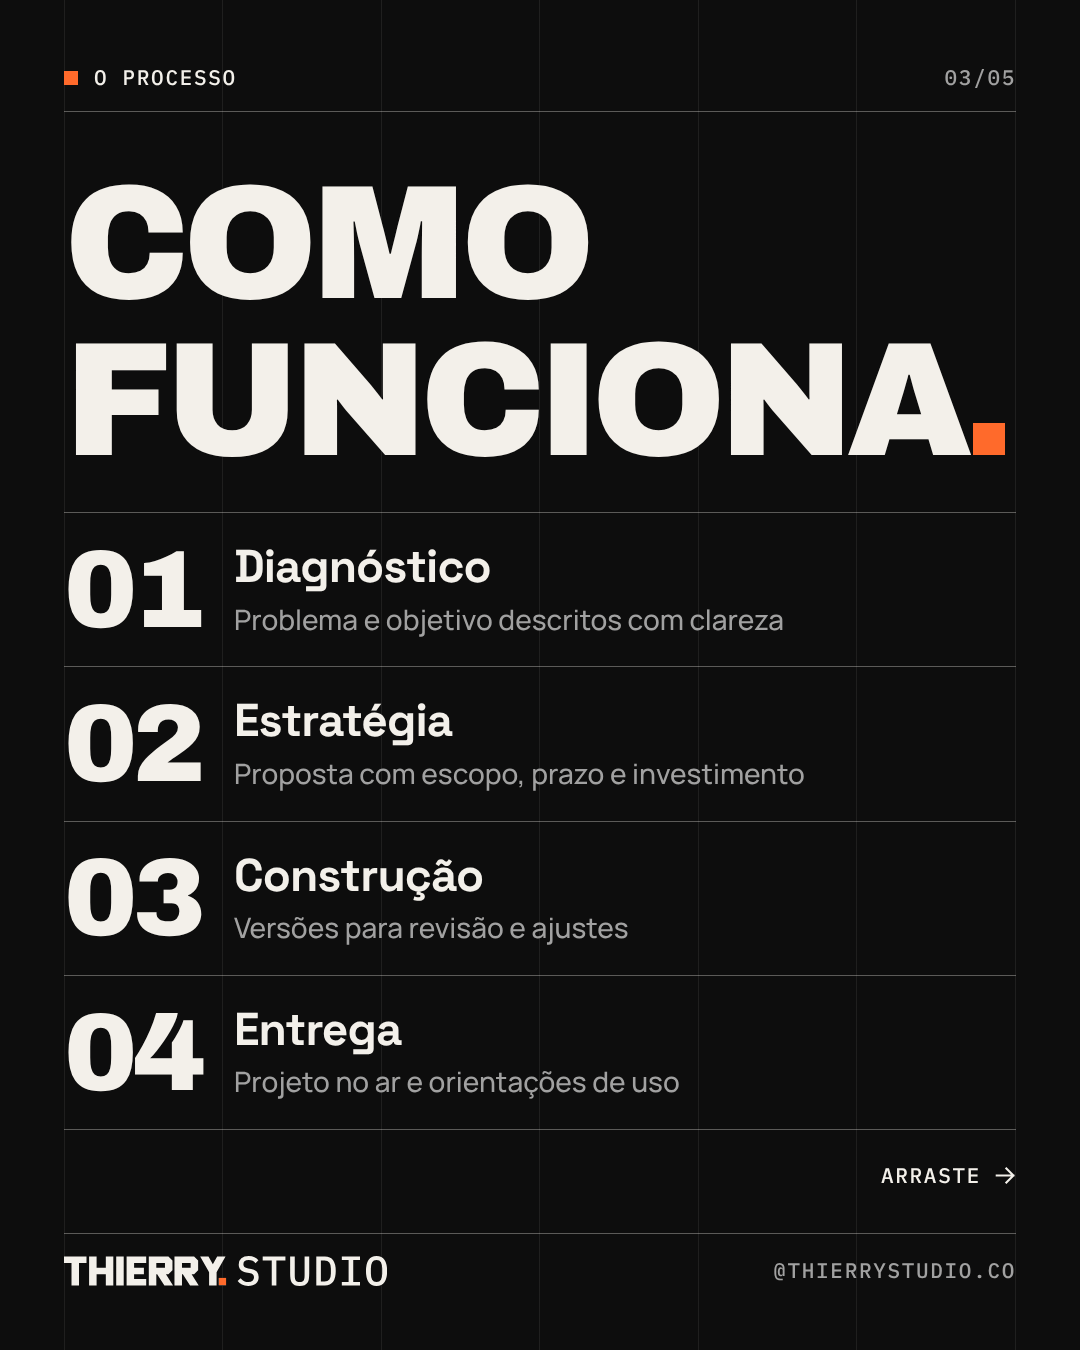 O PROCESSO
03/05
COMO
FUNCIONA.
01
Diagnóstico
Problema e objetivo descritos com clareza
02
Estratégia
Proposta com escopo, prazo e investimento
03
Construção
Versões para revisão e ajustes
04
Entrega
Projeto no ar e orientações de uso
ARRASTE →
THIERRY. STUDIO
@THIERRYSTUDIO.CO